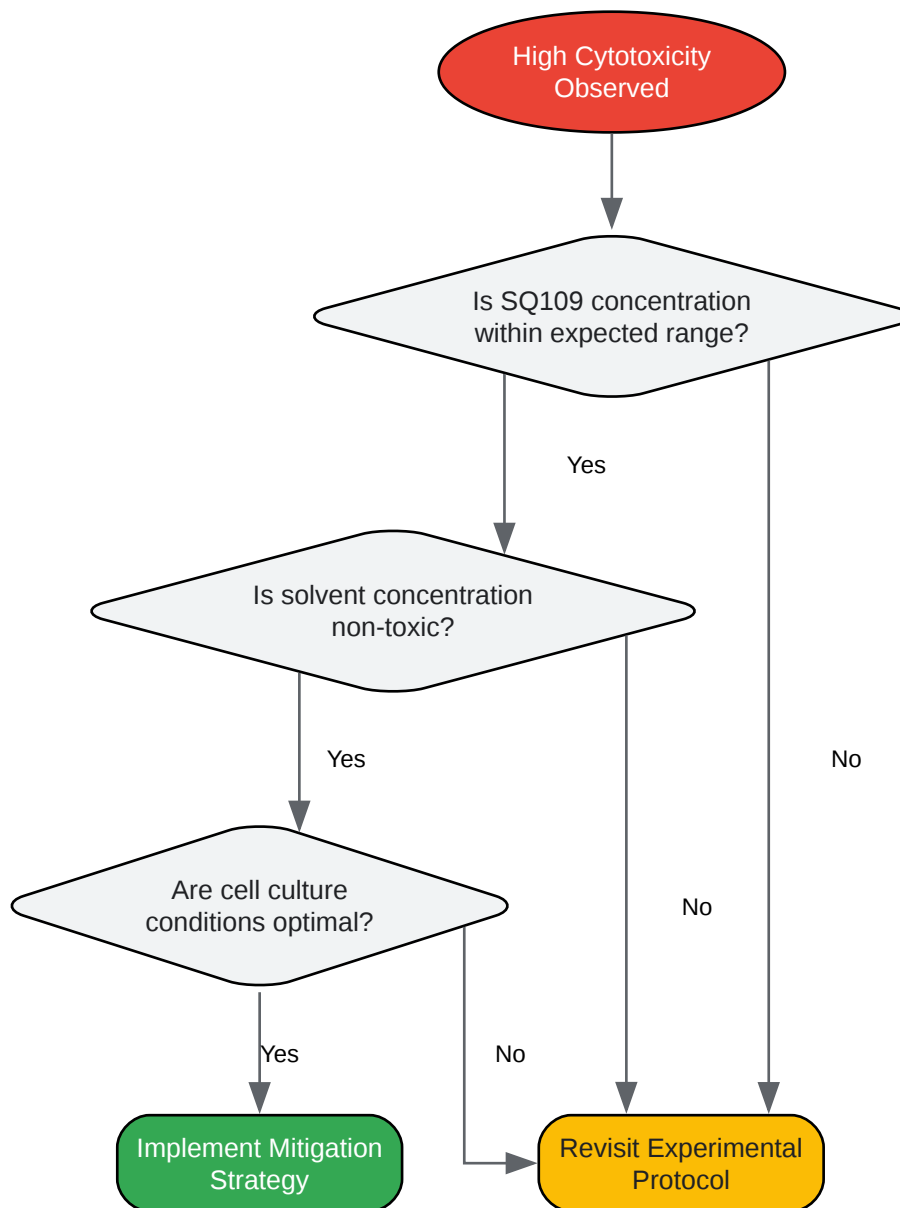 High Cytotoxicity
Observed
Is SQ109 concentration
within expected range?
Yes
Is solvent concentration
non-toxic?
Yes
No
Are cell culture
conditions optimal?
No
Yes
No
Implement Mitigation
Strategy
Revisit Experimental
Protocol